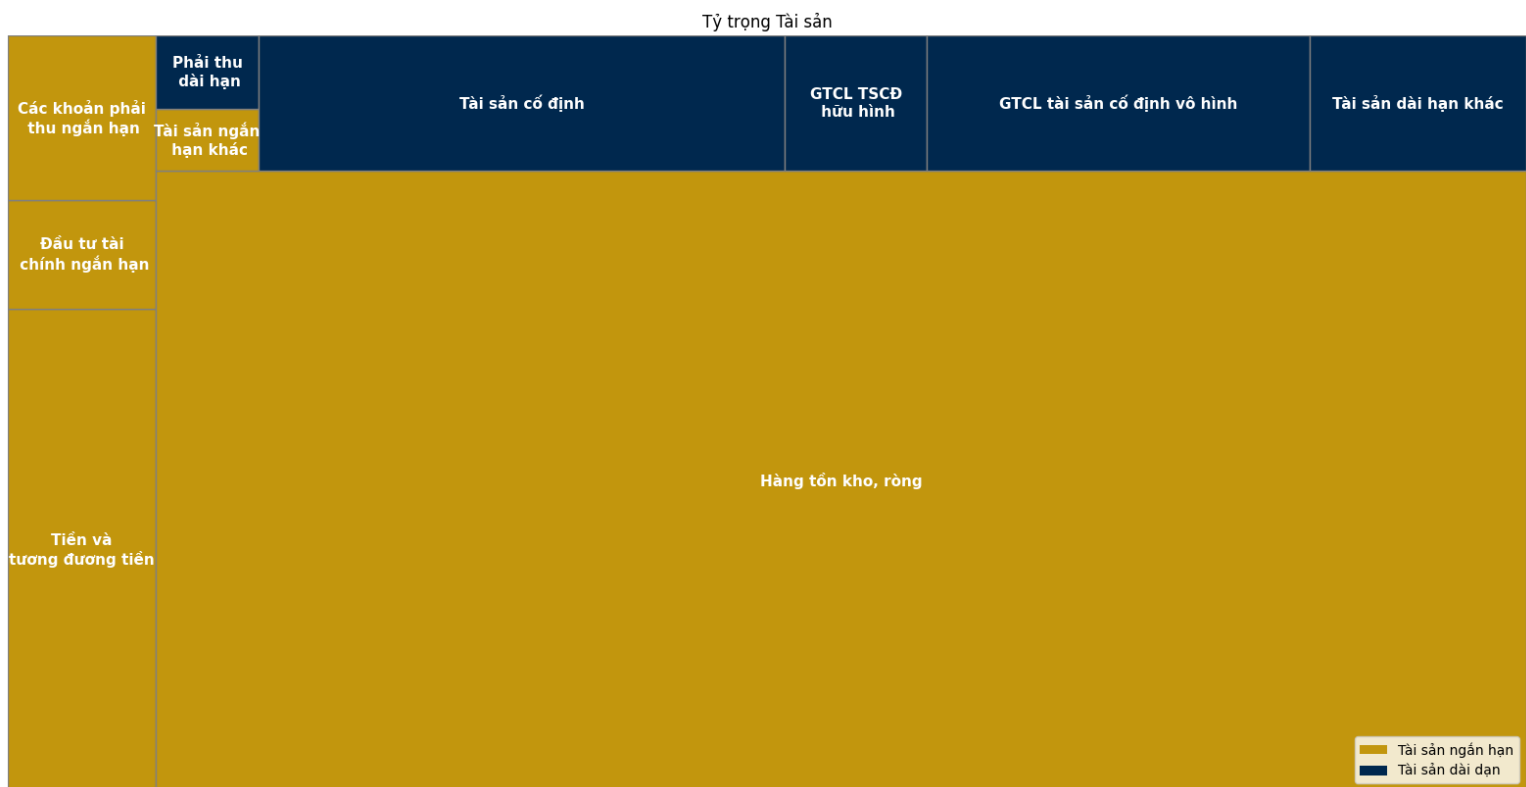 Tỷ trọng Tài sản
Các khoản phải
thu ngắn hạn
Phải thu
dài hạn
Tài sản ngắn
hạn khác
Tài sản cố định
GTCL TSCĐ
hữu hình
GTCL tài sản cố định vô hình
Tài sản dài hạn khác
Đầu tư tài
chính ngắn hạn
Hàng tồn kho, ròng
Tiền và
tương đương tiền
Tài sản ngắn hạn
Tài sản dài dạn